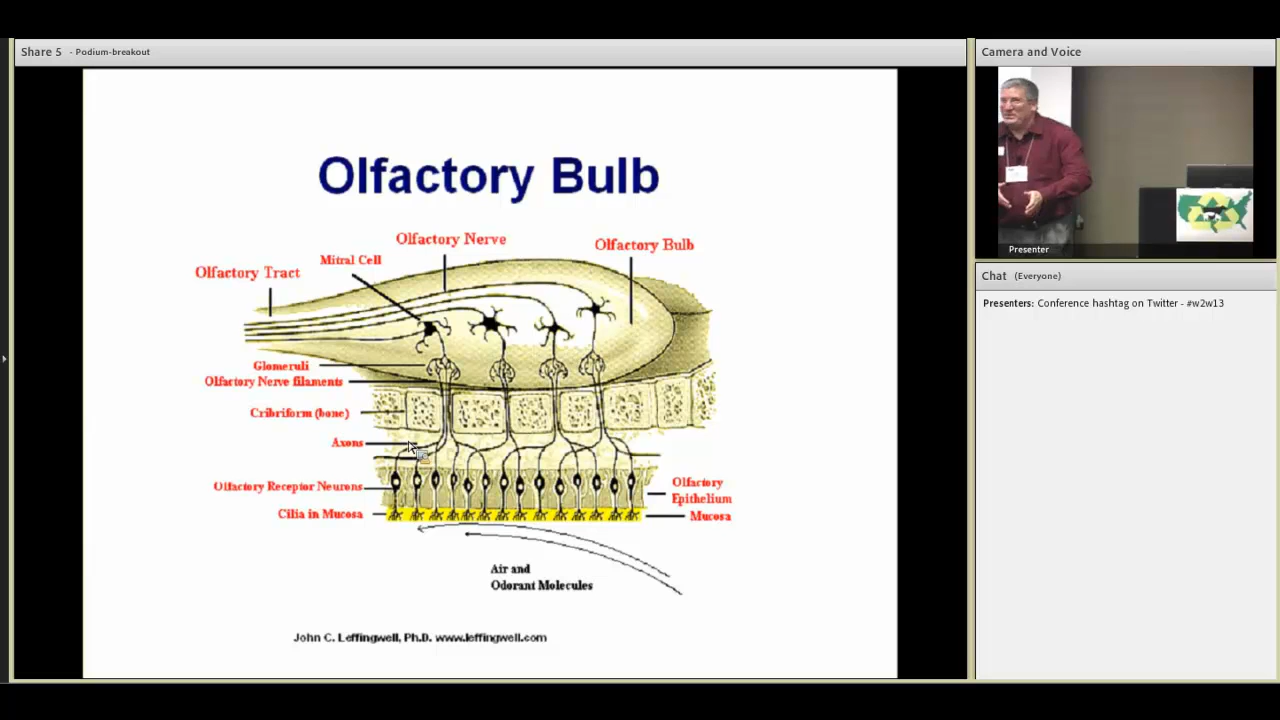 Share 5 - Podium-breakout
Olfactory Bulb
Olfactory Nerve
Olfactory Bulb
Mitral Cell
Olfactory Tract
Glomeruli
Olfactory Nerve filaments
Cribriform (bone)
Axons
Olfactory Receptor Neurons
Olfactory
Epithelium
Cilia in Mucosa
Mucosa
Air and
Odorant Molecules
John C. Leffingwell, Ph.D. www.leffingwell.com
Camera and Voice
Presenter
Chat (Everyone)
Presenters: Conference hashtag on Twitter - #w2w13